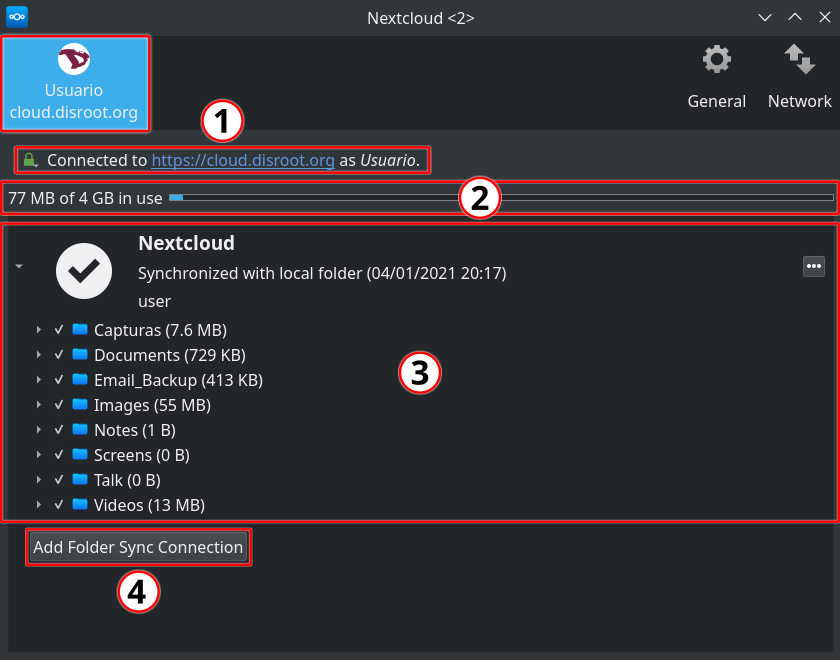 Nextcloud <2>
Usuario
cloud.disroot.org
General
Network
1
Connected to https://cloud.disroot.org as Usuario.
77 MB of 4 GB in use
2
Nextcloud
Synchronized with local folder (04/01/2021 20:17)
user
Capturas (7.6 MB)
Documents (729 KB)
Email_Backup (413 KB)
3
Images (55 MB)
Notes (1 B)
Screens (0 B)
Talk (0 B)
Videos (13 MB)
Add Folder Sync Connection
4